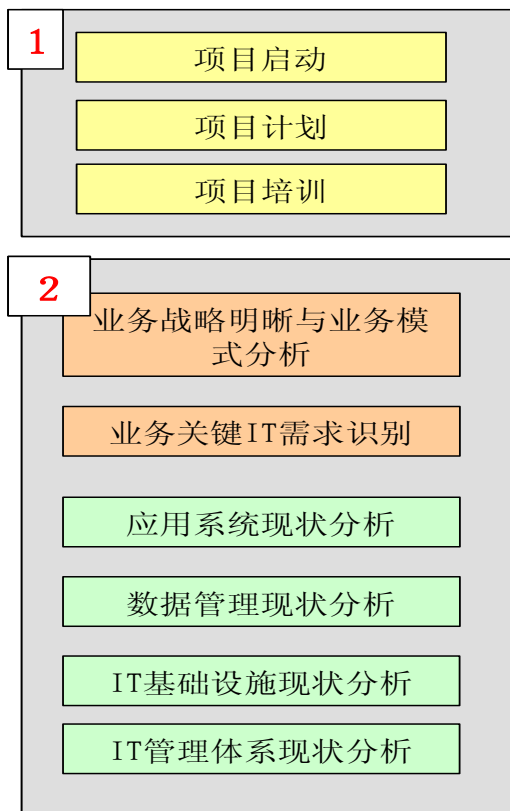 1
项目启动
项目计划
项目培训
2
业务战略明晰与业务模
式分析
业务关键IT需求识别
应用系统现状分析
数据管理现状分析
IT基础设施现状分析
IT管理体系现状分析